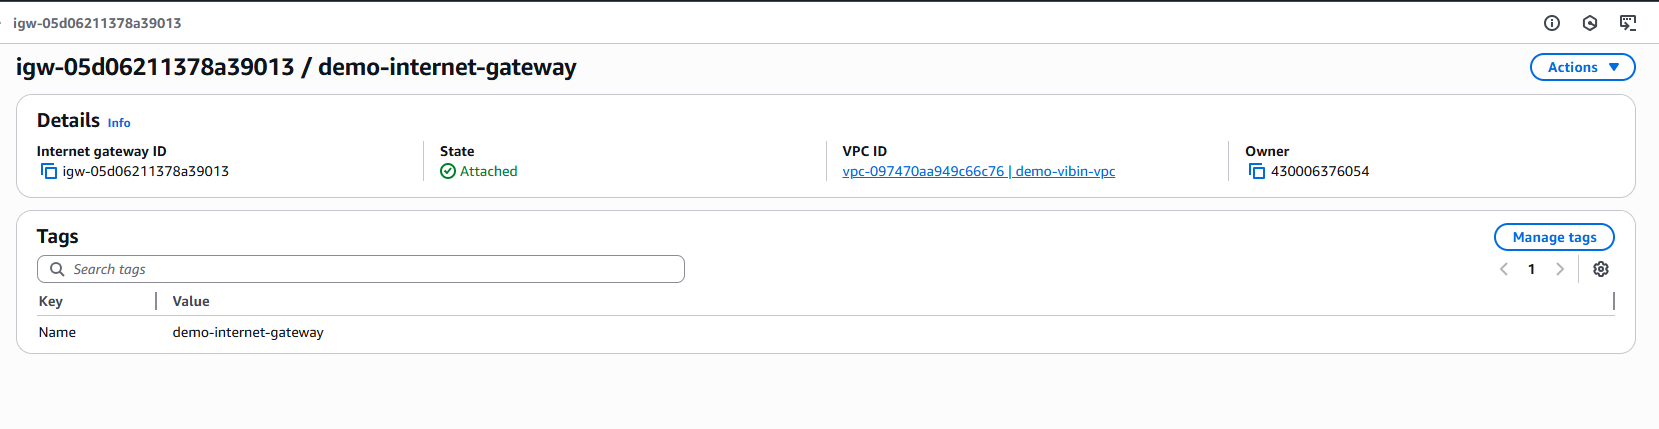 igw-05d06211378a39013
igw-05d06211378a39013 / demo-internet-gateway
Actions
Details Info
Internet gateway ID
igw-05d06211378a39013
State
Attached
VPC ID
vpc-097470aa949c66c76 | demo-vibin-vpc
Owner
430006376054
Tags
Manage tags
Search tags
1
Key Value
Name demo-internet-gateway